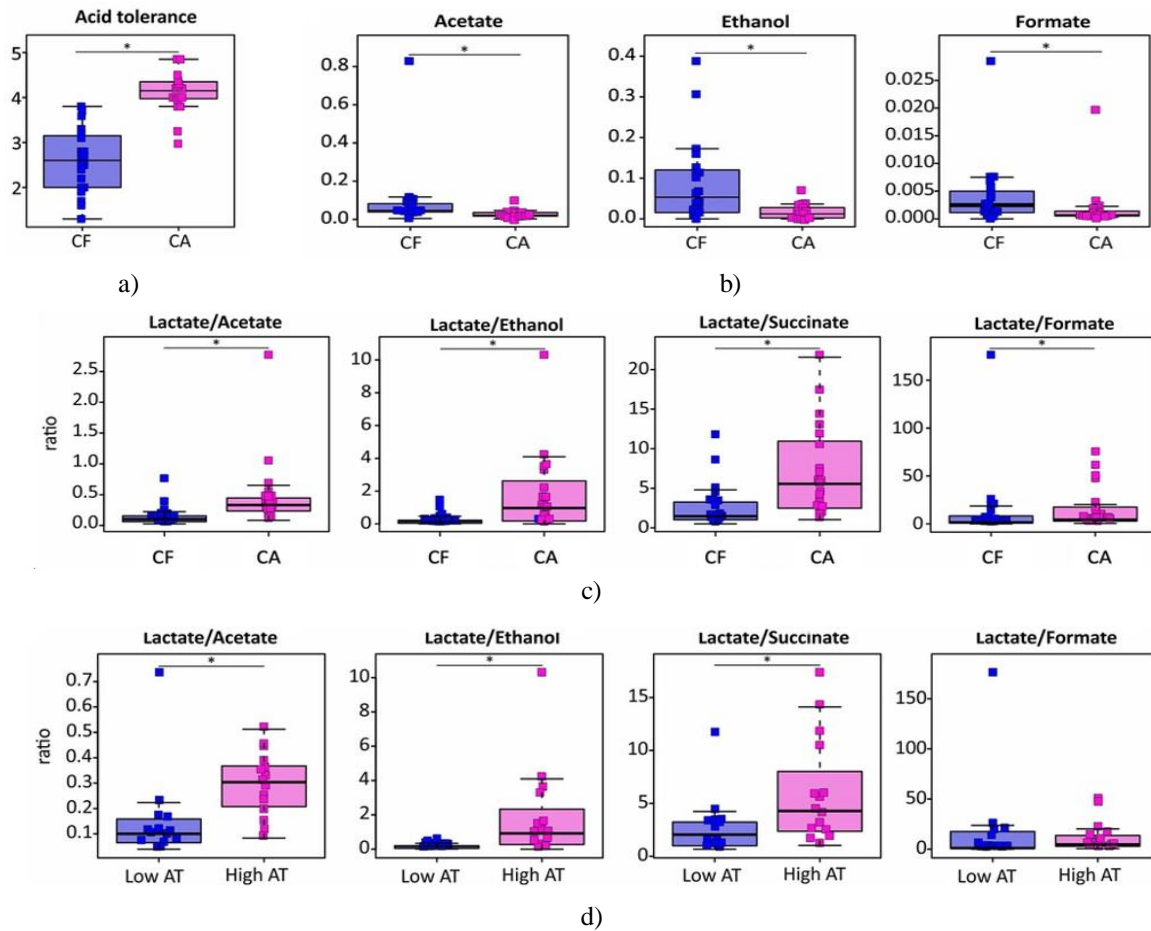 Acid tolerance
*
5
4
3
2
CF CA
a)
Acetate
*
0.8
0.6
0.4
0.2
0.0
CF CA
Ethanol
*
0.4
0.3
0.2
0.1
0.0
CF CA
Formate
*
0.025
0.020
0.015
0.010
0.005
0.000
CF CA
b)
Lactate/Acetate
*
ratio
2.5
2.0
1.5
1.0
0.5
0.0
CF CA
Lactate/Ethanol
*
10
8
6
4
2
0
CF CA
Lactate/Succinate
*
20
15
10
5
0
CF CA
Lactate/Formate
*
150
100
50
0
CF CA
c)
Lactate/Acetate
*
ratio
0.7
0.6
0.5
0.4
0.3
0.2
0.1
Low AT High AT
Lactate/Ethanol
*
10
8
6
4
2
0
Low AT High AT
Lactate/Succinate
*
15
10
5
0
Low AT High AT
Lactate/Formate
150
100
50
0
Low AT High AT
d)